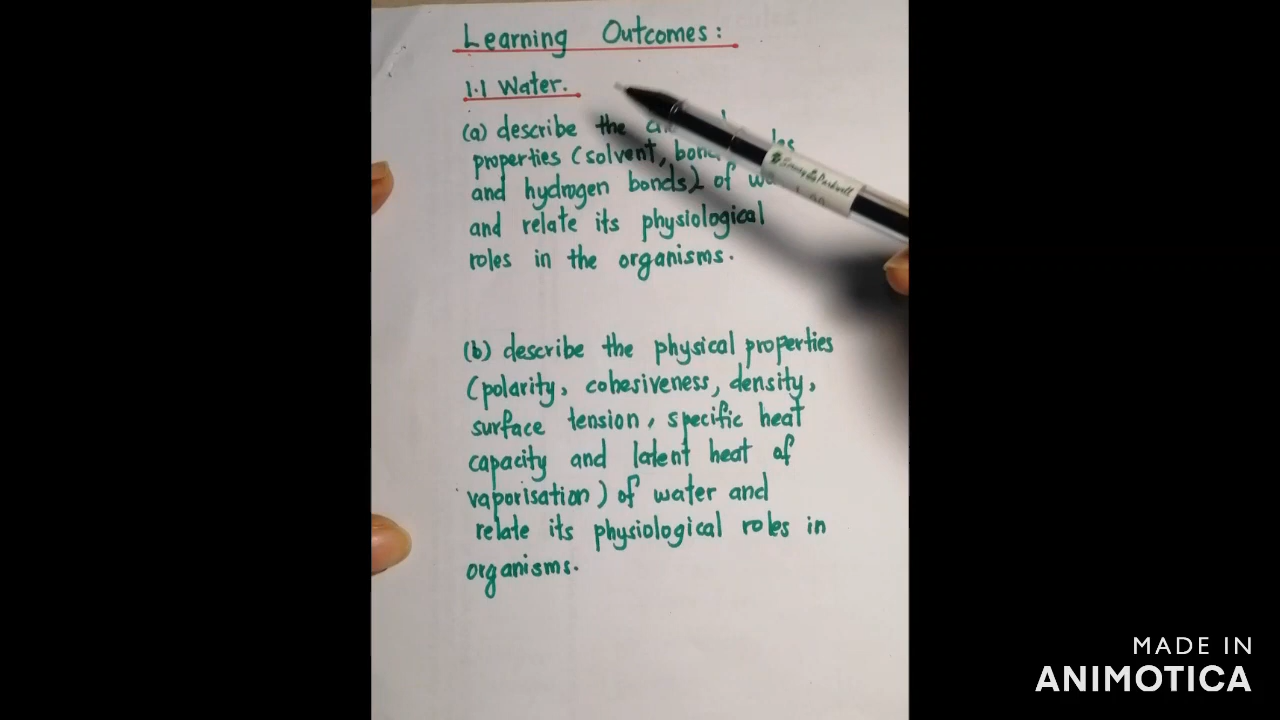 Learning Outcomes:
1.1 Water.
(a) describe the
properties (solvent,
and hydrogen bonds) of
and relate its physiological
roles in the organisms.
(b) describe the physical properties
(polarity, cohesiveness, density,
surface tension, specific heat
capacity and latent heat of
vaporisation) of water and
relate its physiological roles in
organisms.
MADE IN
ANIMOTICA